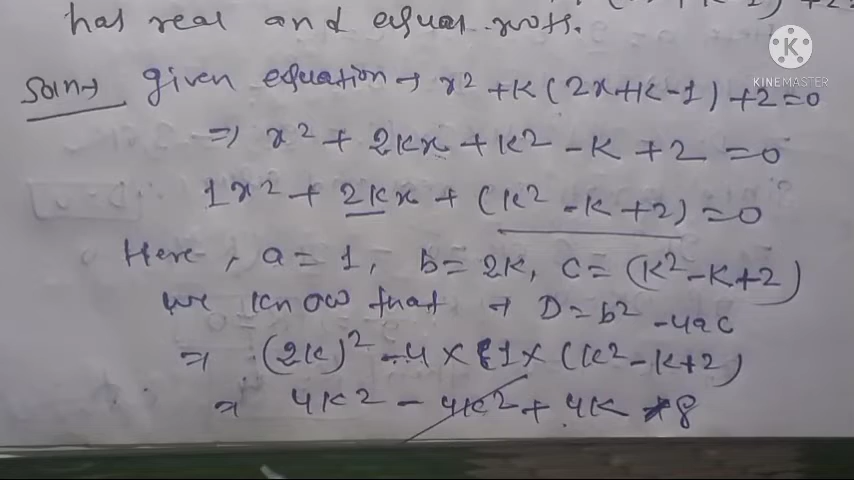 has real and equal roots.
K
KINEMASTER
Soln→ given equation → x² + K(2x+K-1) +2=0
⇒ x² + 2Kx + K² - K + 2 = 0
1x² + 2Kx + (K² - K + 2) = 0
Here, a = 1, b = 2K, c = (K² - K + 2)
we know that → D = b² - 4ac
⇒ (2K)² - 4 × 1 × (K² - K + 2)
= 4K² - 4K² + 4K - 8